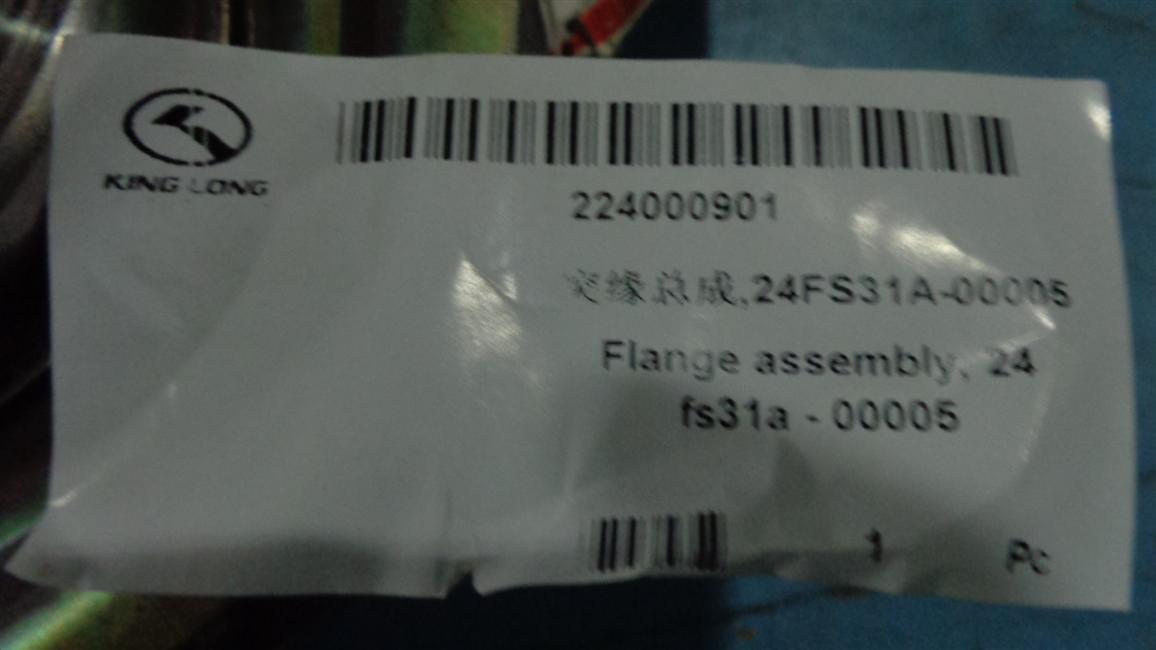 KING LONG
224000901
突缘总成,24FS31A-00005
Flange assembly, 24
fs31a - 00005
1 Pc